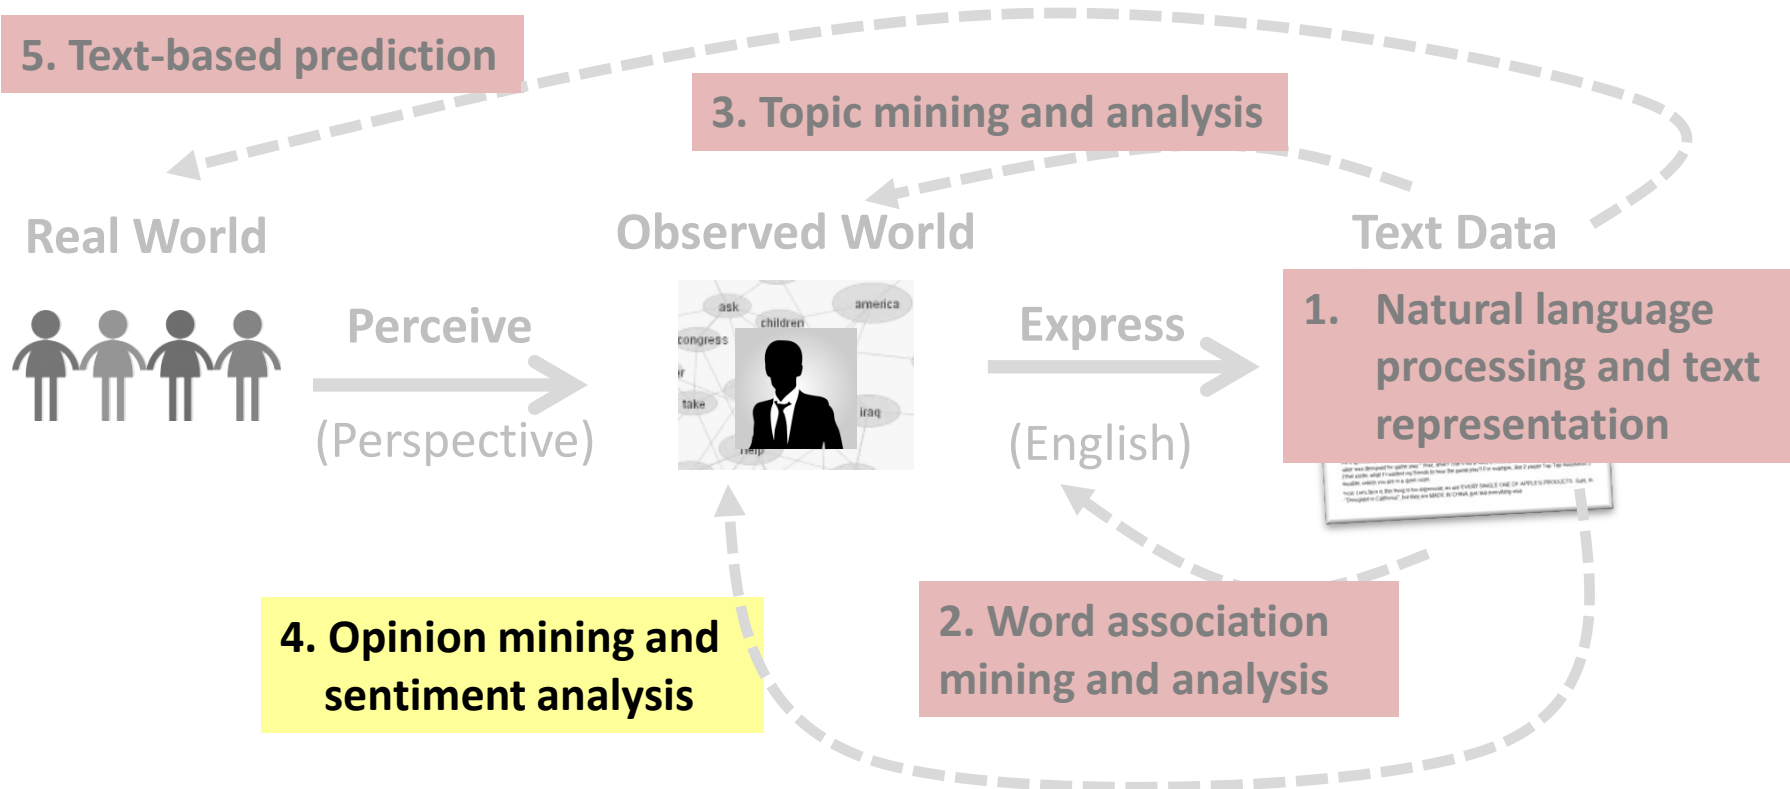 5. Text-based prediction
3. Topic mining and analysis
Real World
Observed World
Text Data
Perceive
(Perspective)
ask
america
children
congress
take
iraq
Express
(English)
1. Natural language
processing and text
representation
4. Opinion mining and
sentiment analysis
2. Word association
mining and analysis